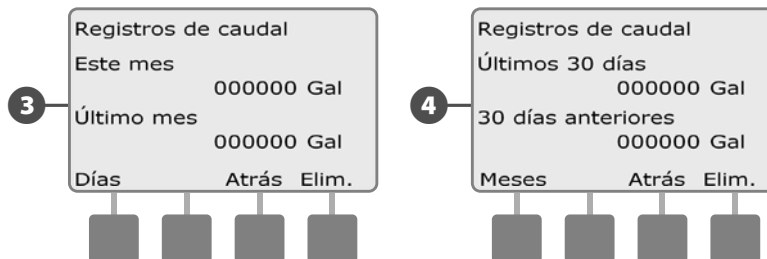 3
Registros de caudal
Este mes
000000 Gal
Último mes
000000 Gal
Días Atrás Elim.
4
Registros de caudal
Últimos 30 días
000000 Gal
30 días anteriores
000000 Gal
Meses Atrás Elim.